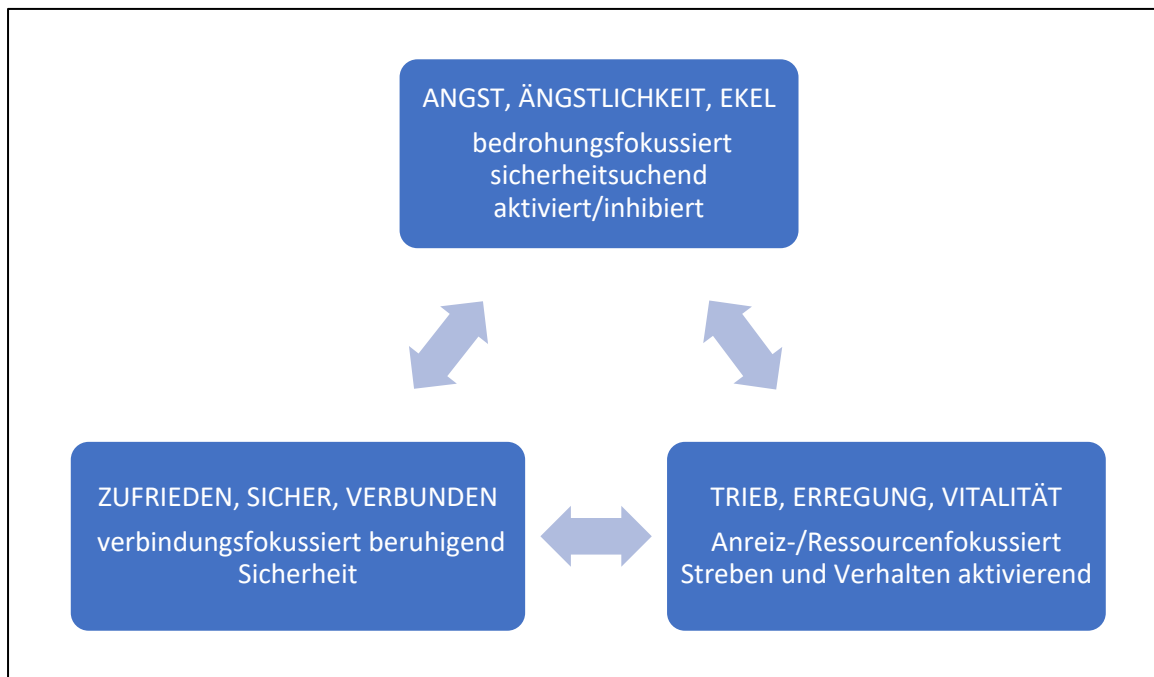 ANGST, ÄNGSTLICHKEIT, EKEL
bedrohungsfokussiert
sicherheitsuchend
aktiviert/inhibiert
ZUFRIEDEN, SICHER, VERBUNDEN
verbindungsfokussiert beruhigend
Sicherheit
TRIEB, ERREGUNG, VITALITÄT
Anreiz-/Ressourcenfokussiert
Streben und Verhalten aktivierend